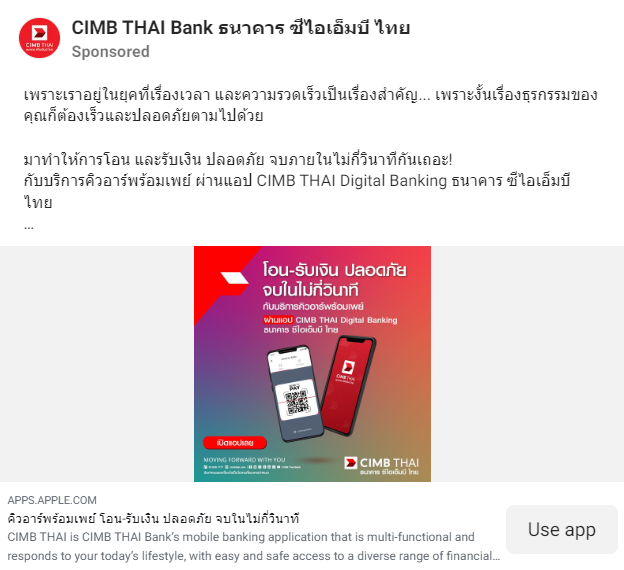 CIMB THAI Bank ธนาคาร ซีไอเอ็มบี ไทย
Sponsored
เพราะเราอยู่ในยุคที่เรื่องเวลา และความรวดเร็วเป็นเรื่องสำคัญ... เพราะงั้นเรื่องธุรกรรมของ
คุณก็ต้องเร็วและปลอดภัยตามไปด้วย
มาทำให้การโอน และรับเงิน ปลอดภัย จบภายในไม่กี่วินาทีกันเถอะ!
กับบริการคิวอาร์พร้อมเพย์ ผ่านแอป CIMB THAI Digital Banking ธนาคาร ซีไอเอ็มบี
ไทย
...
โอน-รับเงิน ปลอดภัย
จบในไม่กี่วินาที
กับบริการคิวอาร์พร้อมเพย์
ผ่านแอป CIMB THAI Digital Banking
ธนาคาร ซีไอเอ็มบี ไทย
PAY
CIMB THAI
เปิดแอปเลย
MOVING FORWARD WITH YOU
CIMB THAI
ธนาคาร ซีไอเอ็มบี ไทย
APPS.APPLE.COM
คิวอาร์พร้อมเพย์ โอน-รับเงิน ปลอดภัย จบในไม่กี่วินาที
CIMB THAI is CIMB THAI Bank's mobile banking application that is multi-functional and
responds to your today's lifestyle, with easy and safe access to a diverse range of financial...
Use app